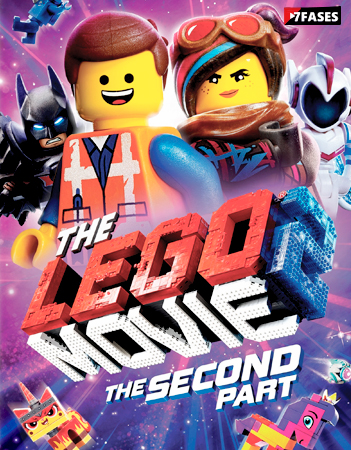 7FASES
THE
LEGO
MOVIE 2
THE SECOND
PART